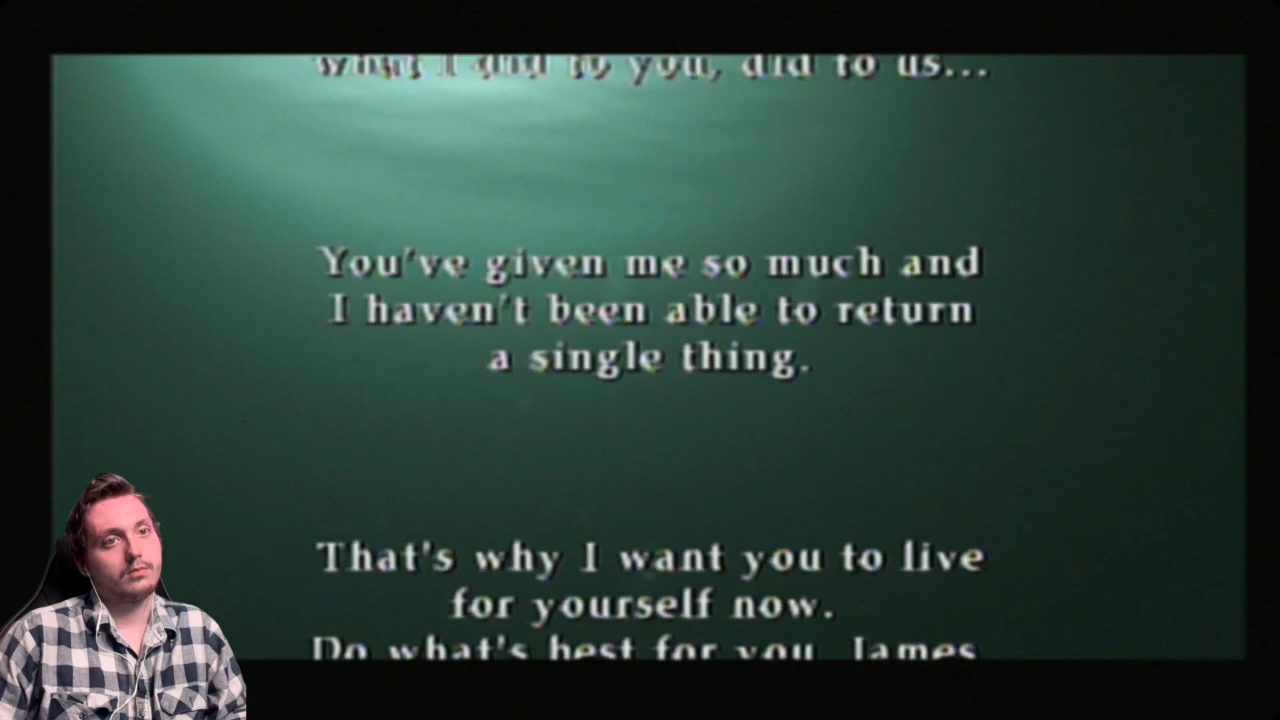 what I did to you, did to us...
You've given me so much and
I haven't been able to return
a single thing.
That's why I want you to live
for yourself now.
Do what's best for you, James